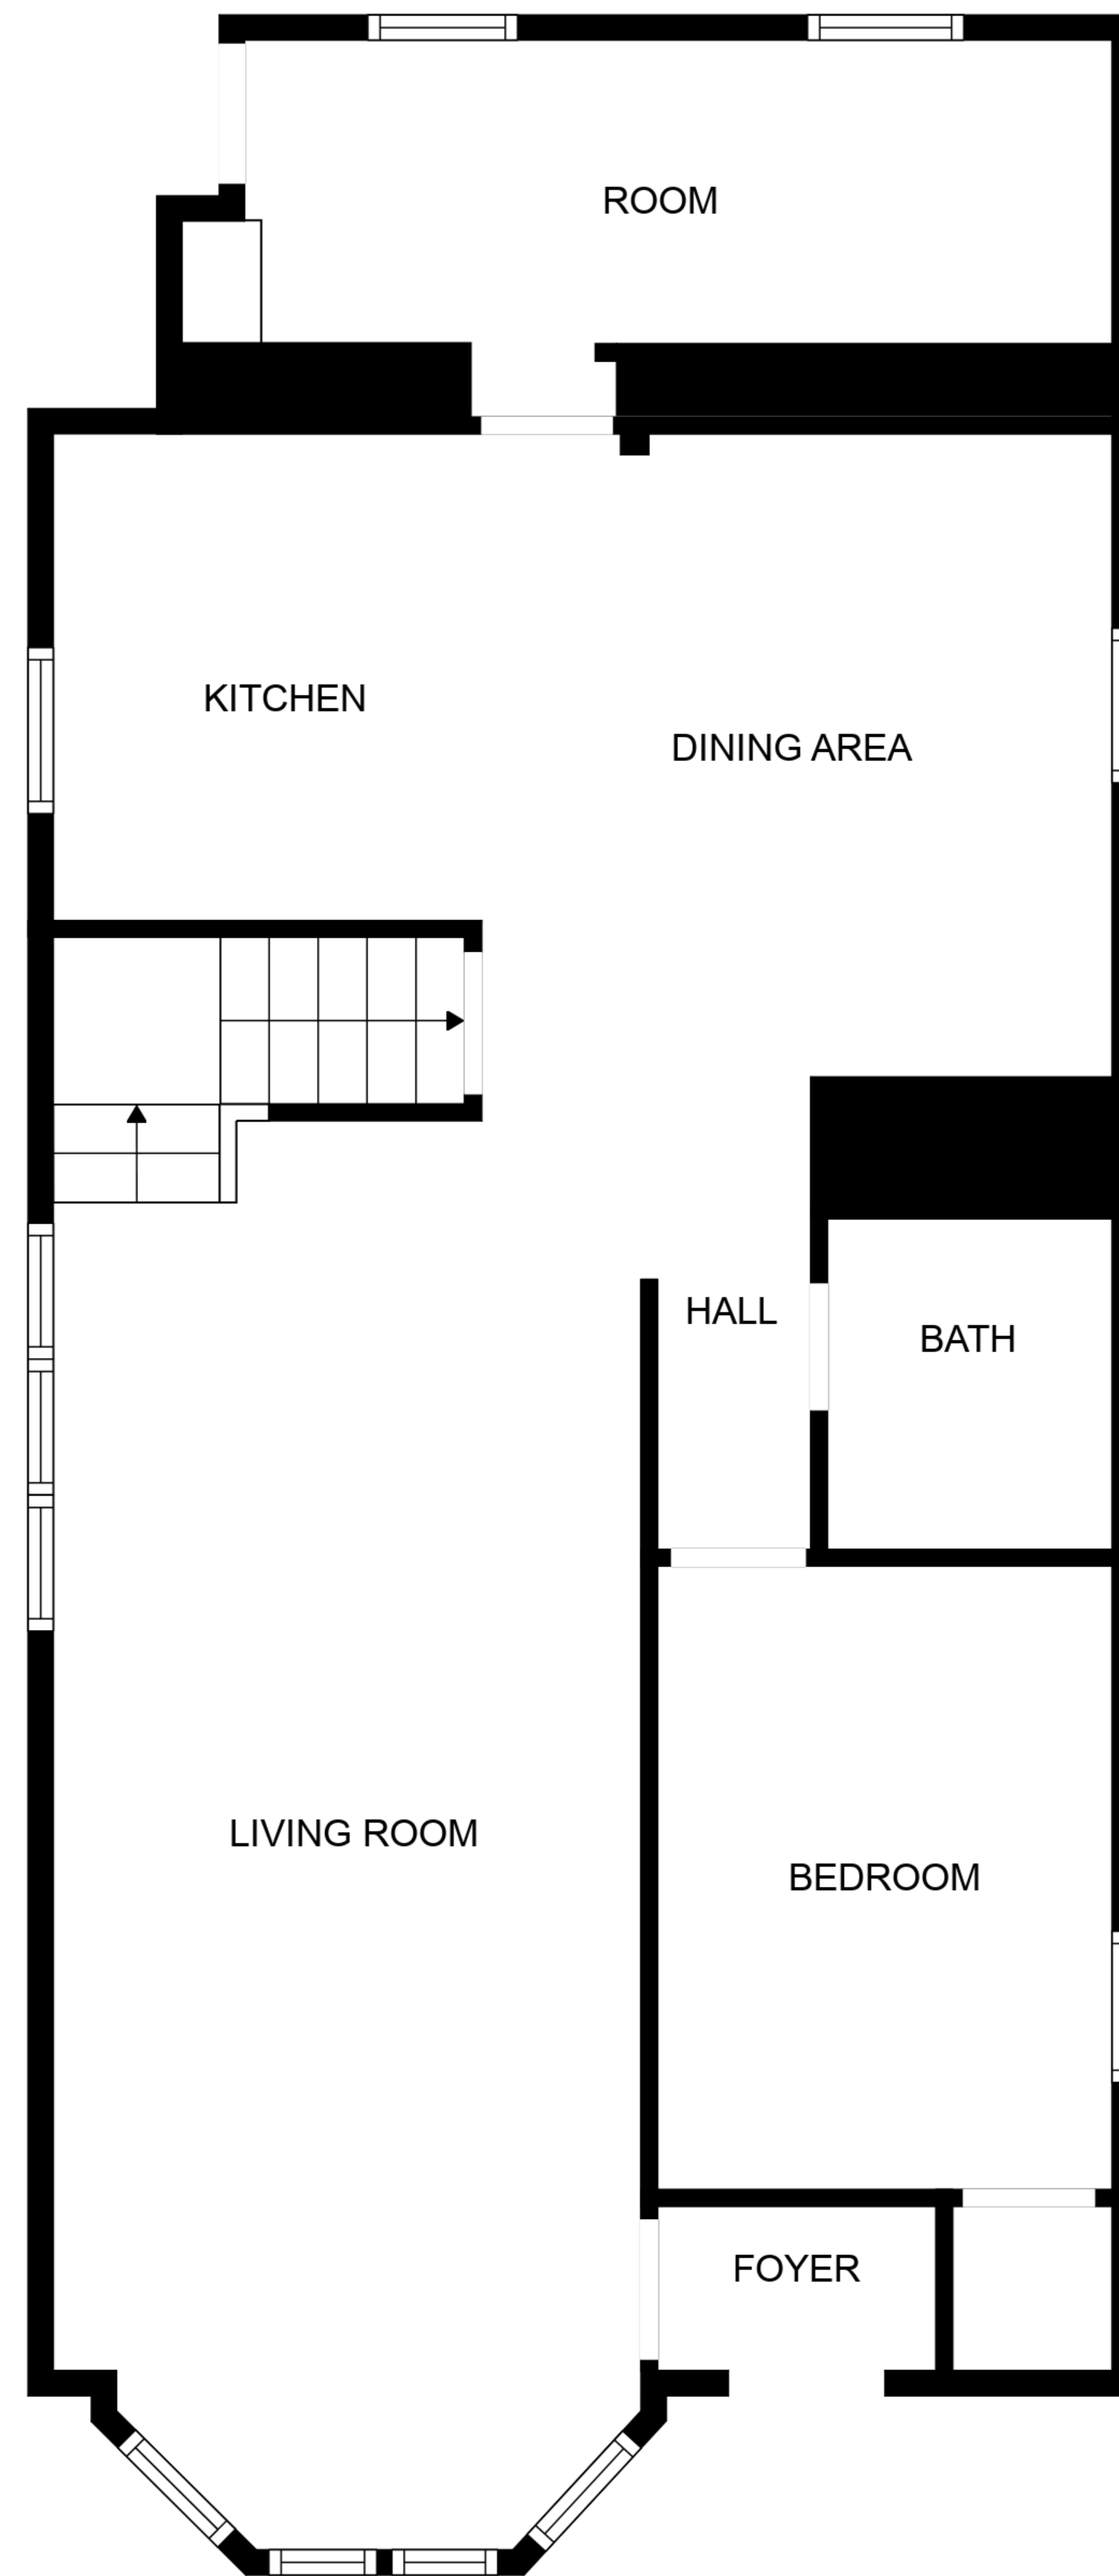 ROOM
KITCHEN
DINING AREA
HALL
BATH
LIVING ROOM
BEDROOM
FOYER